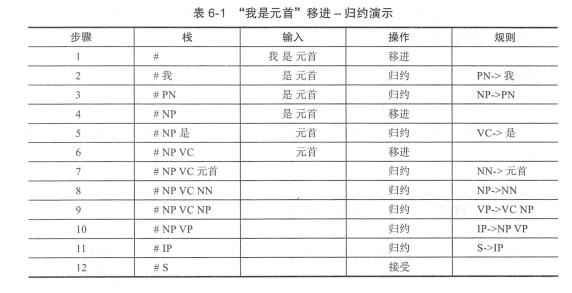 表 6-1 “我是元首”移进–归约演示
步骤 栈 输入 操作 规则
1 # 我 是 元首 移进
2 # 我 是 元首 归约 PN-> 我
3 # PN 是 元首 归约 NP->PN
4 # NP 是 元首 移进
5 # NP 是 元首 归约 VC-> 是
6 # NP VC 元首 移进
7 # NP VC 元首 归约 NN-> 元首
8 # NP VC NN 归约 NP->NN
9 # NP VC NP 归约 VP->VC NP
10 # NP VP 归约 IP->NP VP
11 # IP 归约 S->IP
12 # S 接受